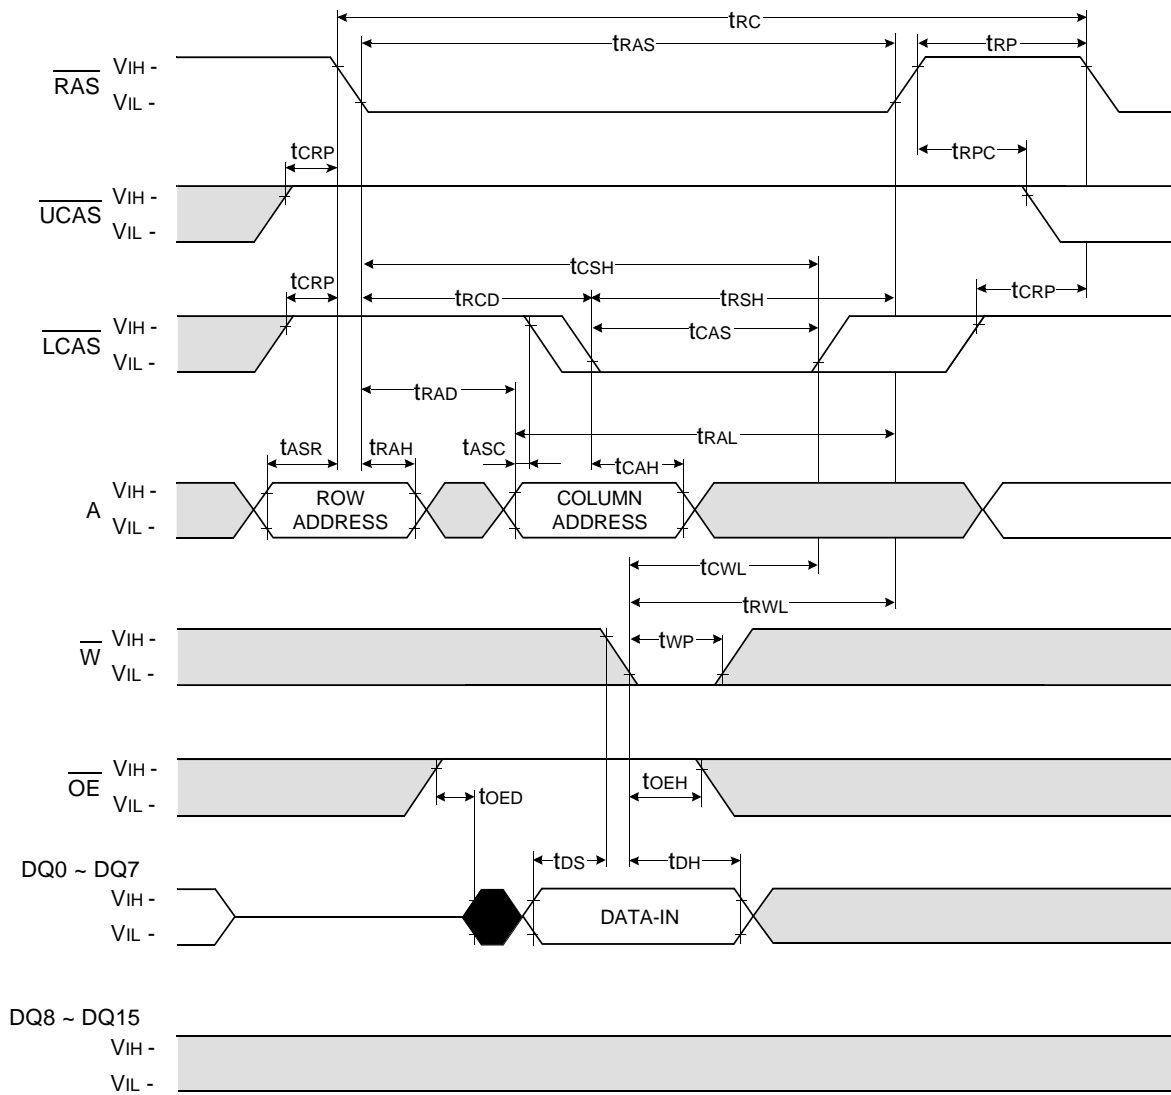 tRC
tRAS tRP
RAS VIH -
VIL -
tCRP tRPC
UCAS VIH -
VIL -
tCSH
tCRP tRCD tRSH tCRP
LCAS VIH -
VIL -
tCAS
tRAD
tRAL
tASR tRAH tASC tCAH
A VIH -
VIL -
ROW
ADDRESS
COLUMN
ADDRESS
tCWL
tRWL
W VIH -
VIL -
tWP
OE VIH -
VIL -
tOED tOEH
DQ0 ~ DQ7
tDS tDH
VIH -
VIL -
DATA-IN
DQ8 ~ DQ15
VIH -
VIL -